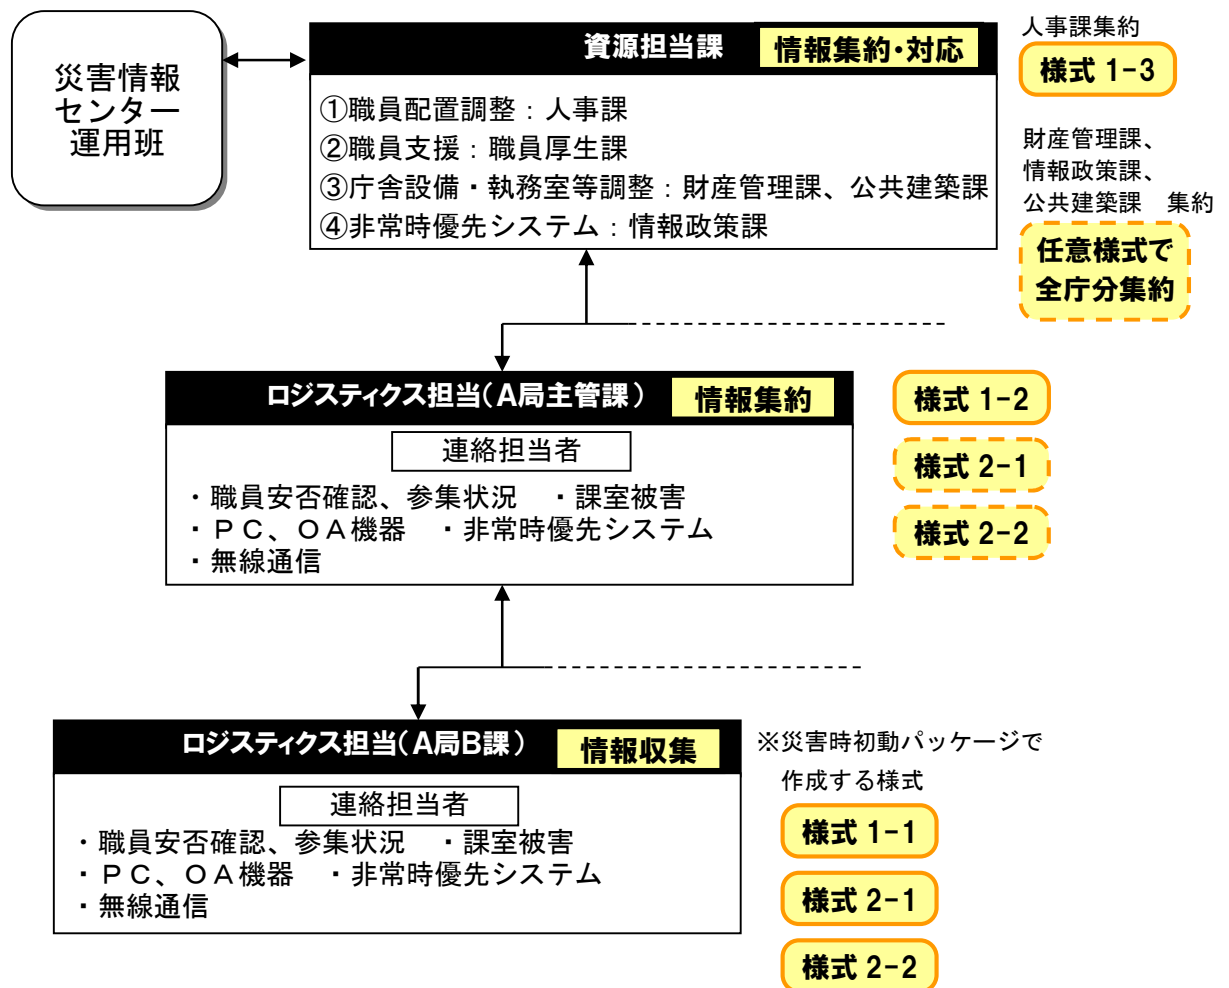 災害情報
センター
運用班
資源担当課
情報集約・対応
①職員配置調整：人事課
②職員支援：職員厚生課
③庁舎設備・執務室等調整：財産管理課、公共建築課
④非常時優先システム：情報政策課
人事課集約
様式 1-3
財産管理課、
情報政策課、
公共建築課　集約
任意様式で
全庁分集約
ロジスティクス担当（A局主管課）
情報集約
連絡担当者
・職員安否確認、参集状況　・課室被害
・ＰＣ、ＯＡ機器　・非常時優先システム
・無線通信
様式 1-2
様式 2-1
様式 2-2
ロジスティクス担当（A局B課）
情報収集
連絡担当者
・職員安否確認、参集状況　・課室被害
・ＰＣ、ＯＡ機器　・非常時優先システム
・無線通信
※災害時初動パッケージで
作成する様式
様式 1-1
様式 2-1
様式 2-2